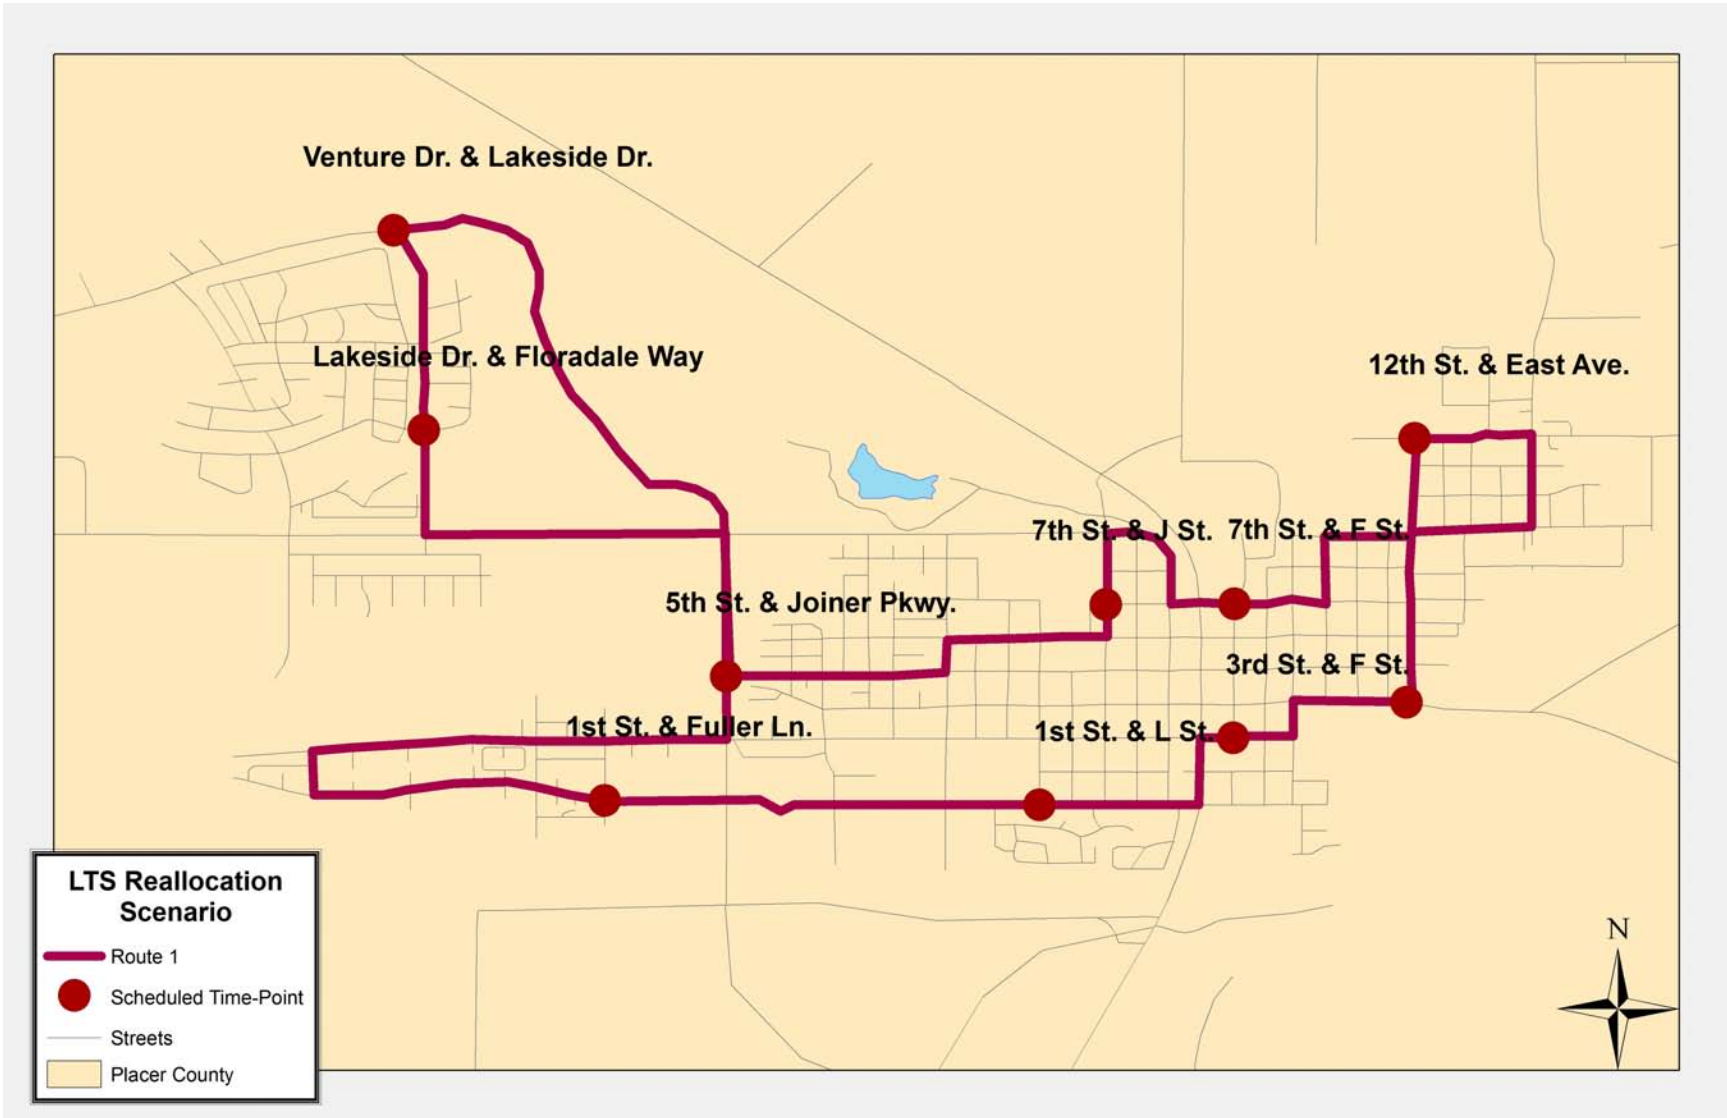 Venture Dr. & Lakeside Dr.
Lakeside Dr. & Floradale Way
12th St. & East Ave.
7th St. & J St.
7th St. & F St.
5th St. & Joiner Pkwy.
3rd St. & F St.
1st St. & Fuller Ln.
1st St. & L St.
LTS Reallocation
Scenario
Route 1
Scheduled Time-Point
Streets
Placer County
N